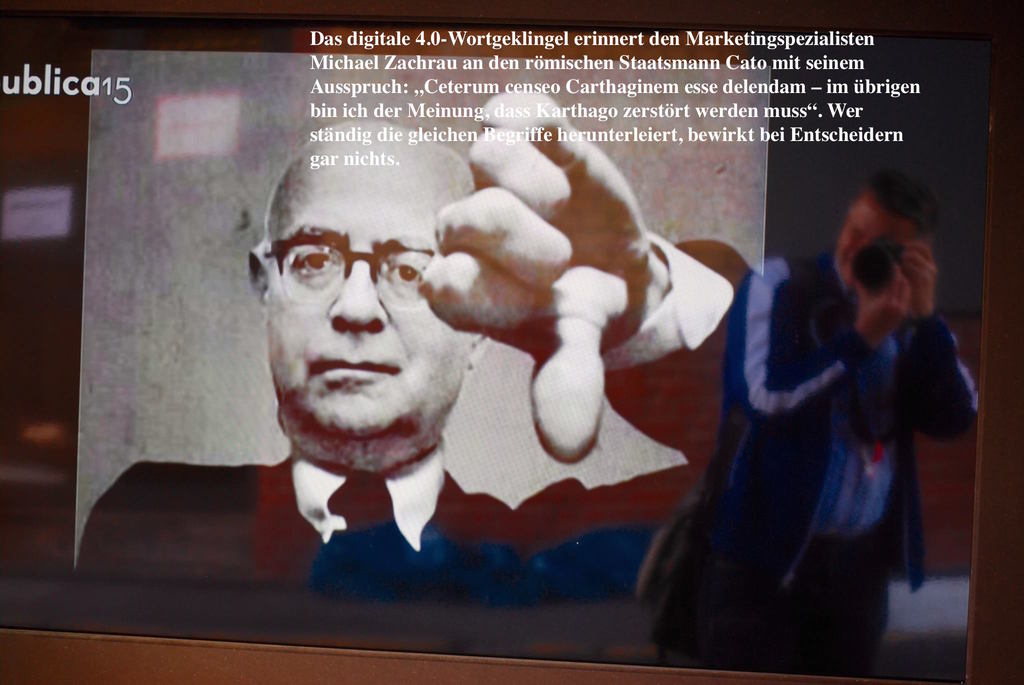 Das digitale 4.0-Wortgeklingel erinnert den Marketingspezialisten
Michael Zachrau an den römischen Staatsmann Cato mit seinem
Ausspruch: „Ceterum censeo Carthaginem esse delendam – im übrigen
bin ich der Meinung, dass Karthago zerstört werden muss“. Wer
ständig die gleichen Begriffe herunterleiert, bewirkt bei Entscheidern
gar nichts.
ublica15